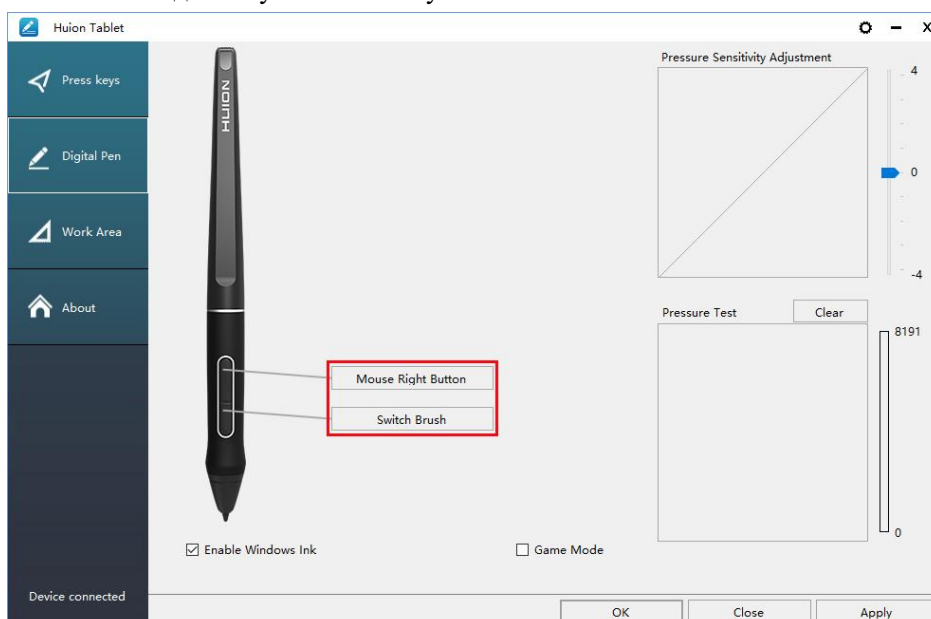 Huion Tablet
Press keys
Digital Pen
Work Area
About
Device connected
HUION
Mouse Right Button
Switch Brush
Enable Windows Ink
Game Mode
Pressure Sensitivity Adjustment
4
0
-4
Pressure Test
Clear
8191
0
OK
Close
Apply